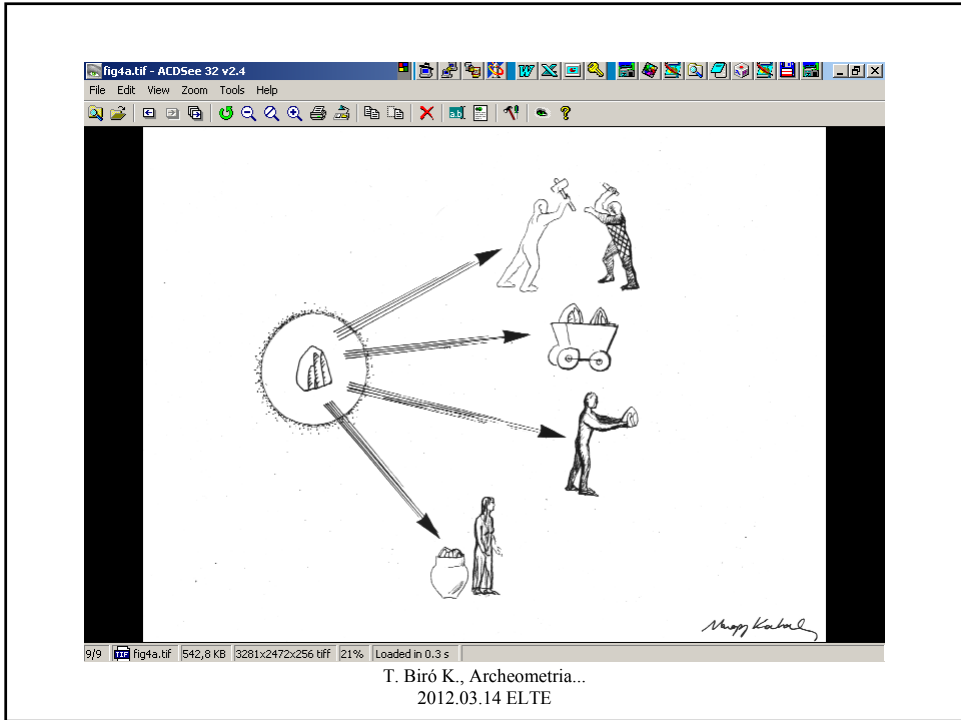 fig4a.tif - ACDSee 32 v2.4
File Edit View Zoom Tools Help
9/9 fig4a.tif 542,8 KB 3281x2472x256 tiff 21% Loaded in 0.3 s
T. Biró K., Archeometria...
2012.03.14 ELTE